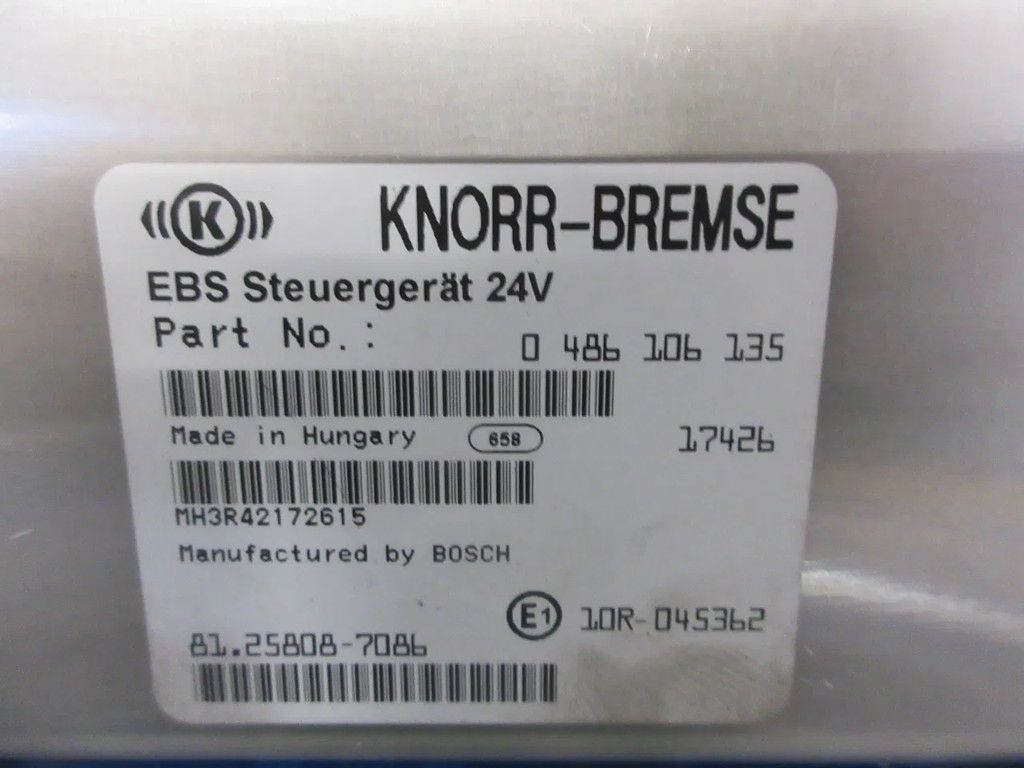 K KNORR-BREMSE
EBS Steuergerät 24V
Part No.: 0 486 106 135
Made in Hungary 658 17426
MH3R42172615
Manufactured by BOSCH
E1 10R-045362
81.25808-7086